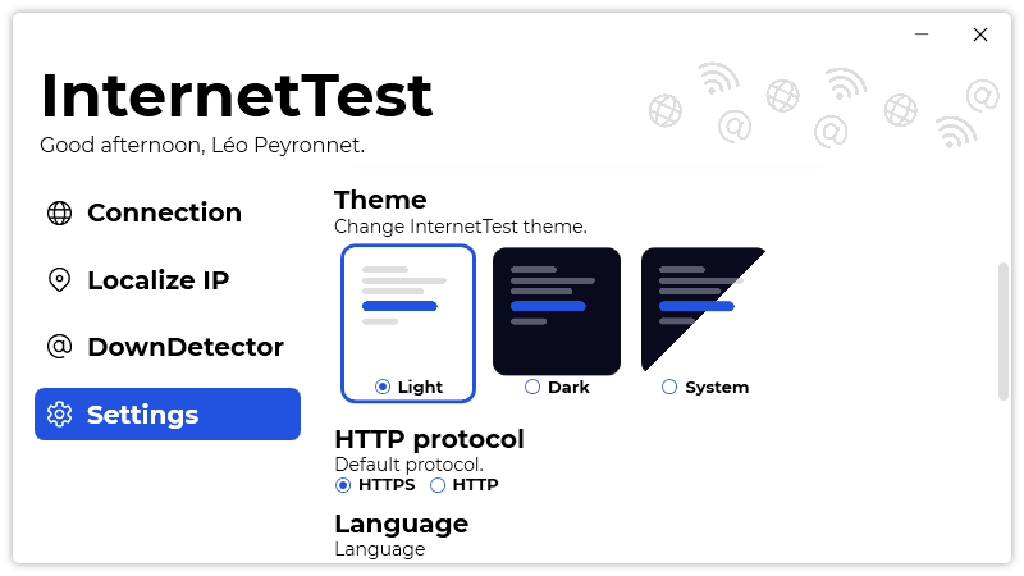 InternetTest
Good afternoon, Léo Peyronnet.
Connection
Localize IP
DownDetector
Settings
Theme
Change InternetTest theme.
Light
Dark
System
HTTP protocol
Default protocol.
HTTPS
HTTP
Language
Language